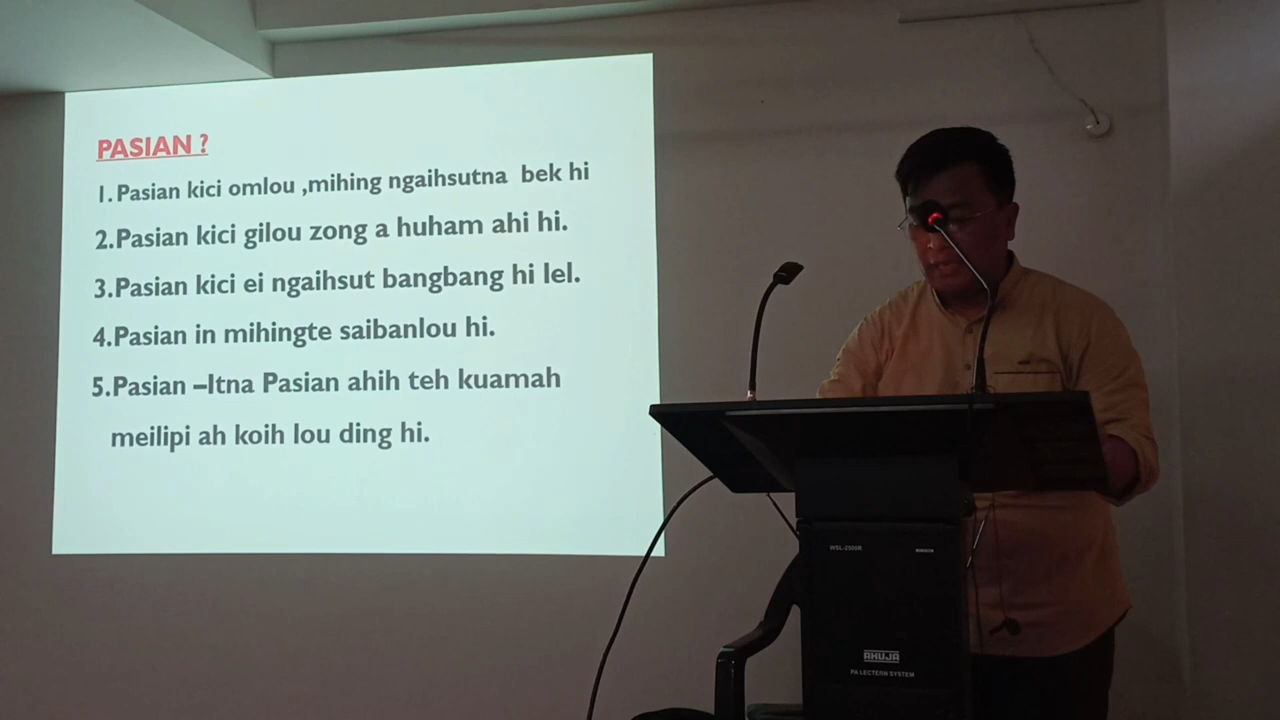 PASIAN ?
1. Pasian kici omlou ,mihing ngaihsutna bek hi
2.Pasian kici gilou zong a huham ahi hi.
3.Pasian kici ei ngaihsut bangbang hi lel.
4.Pasian in mihingte saibanlou hi.
5.Pasian –Itna Pasian ahih teh kuamah
meilipi ah koih lou ding hi.
WSL-2500R
AHUJA
PA LECTERN SYSTEM